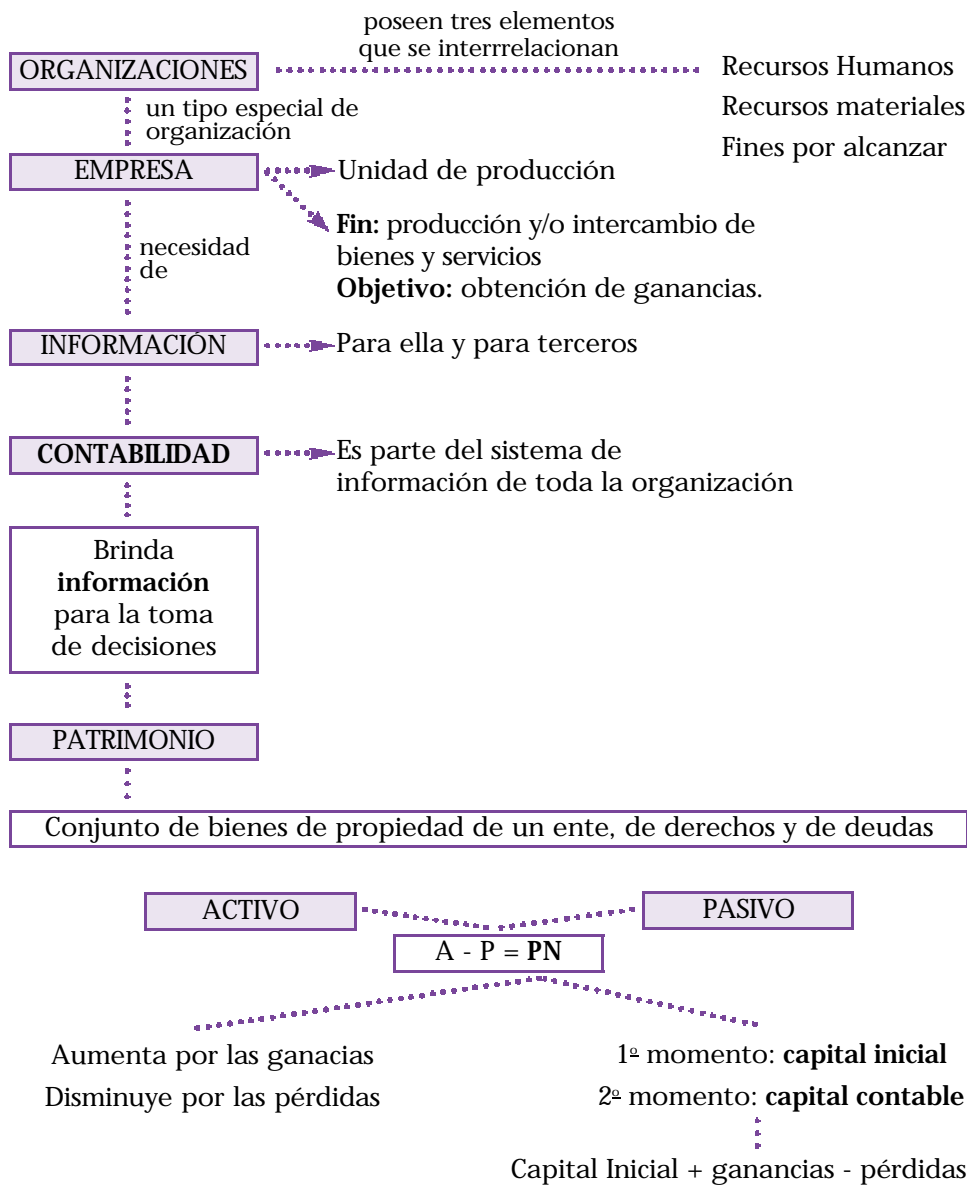 poseen tres elementos
que se interrrelacionan
ORGANIZACIONES
Recursos Humanos
Recursos materiales
Fines por alcanzar
un tipo especial de
organización
EMPRESA
Unidad de producción
Fin: producción y/o intercambio de
bienes y servicios
Objetivo: obtención de ganancias.
necesidad
de
INFORMACIÓN
Para ella y para terceros
CONTABILIDAD
Es parte del sistema de
información de toda la organización
Brinda
información
para la toma
de decisiones
PATRIMONIO
Conjunto de bienes de propiedad de un ente, de derechos y de deudas
ACTIVO
PASIVO
A - P = PN
Aumenta por las ganacias
Disminuye por las pérdidas
1º momento: capital inicial
2º momento: capital contable
Capital Inicial + ganancias - pérdidas